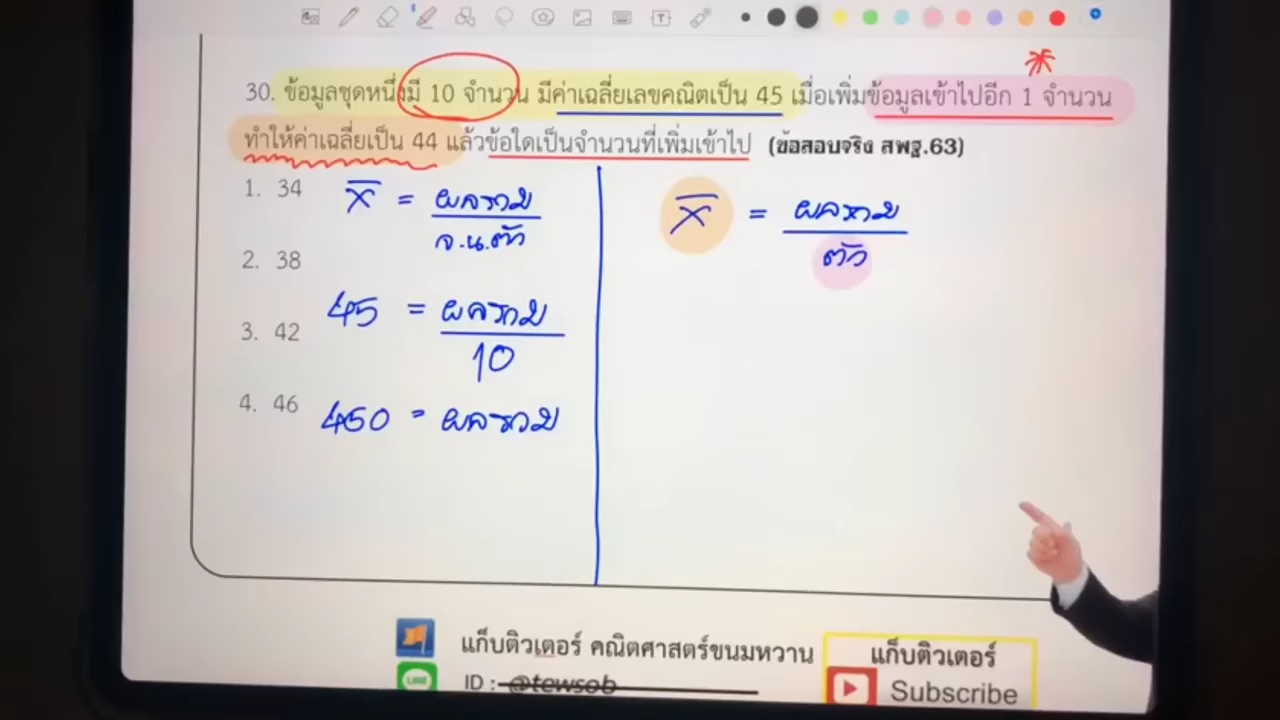 30. ข้อมูลชุดหนึ่งมี 10 จำนวน มีค่าเฉลี่ยเลขคณิตเป็น 45 เมื่อเพิ่มข้อมูลเข้าไปอีก 1 จำนวน
ทำให้ค่าเฉลี่ยเป็น 44 แล้วข้อใดเป็นจำนวนที่เพิ่มเข้าไป (ข้อสอบจริง สพฐ.63)
1. 34
2. 38
3. 42
4. 46
x̄ = ผลรวม
จ.น.ตัว
45 = ผลรวม
10
450 = ผลรวม
x̄ = ผลรวม
ตัว
แก็บติวเตอร์ คณิตศาสตร์ขนมหวาน
ID : @tewsob
แก็บติวเตอร์
Subscribe